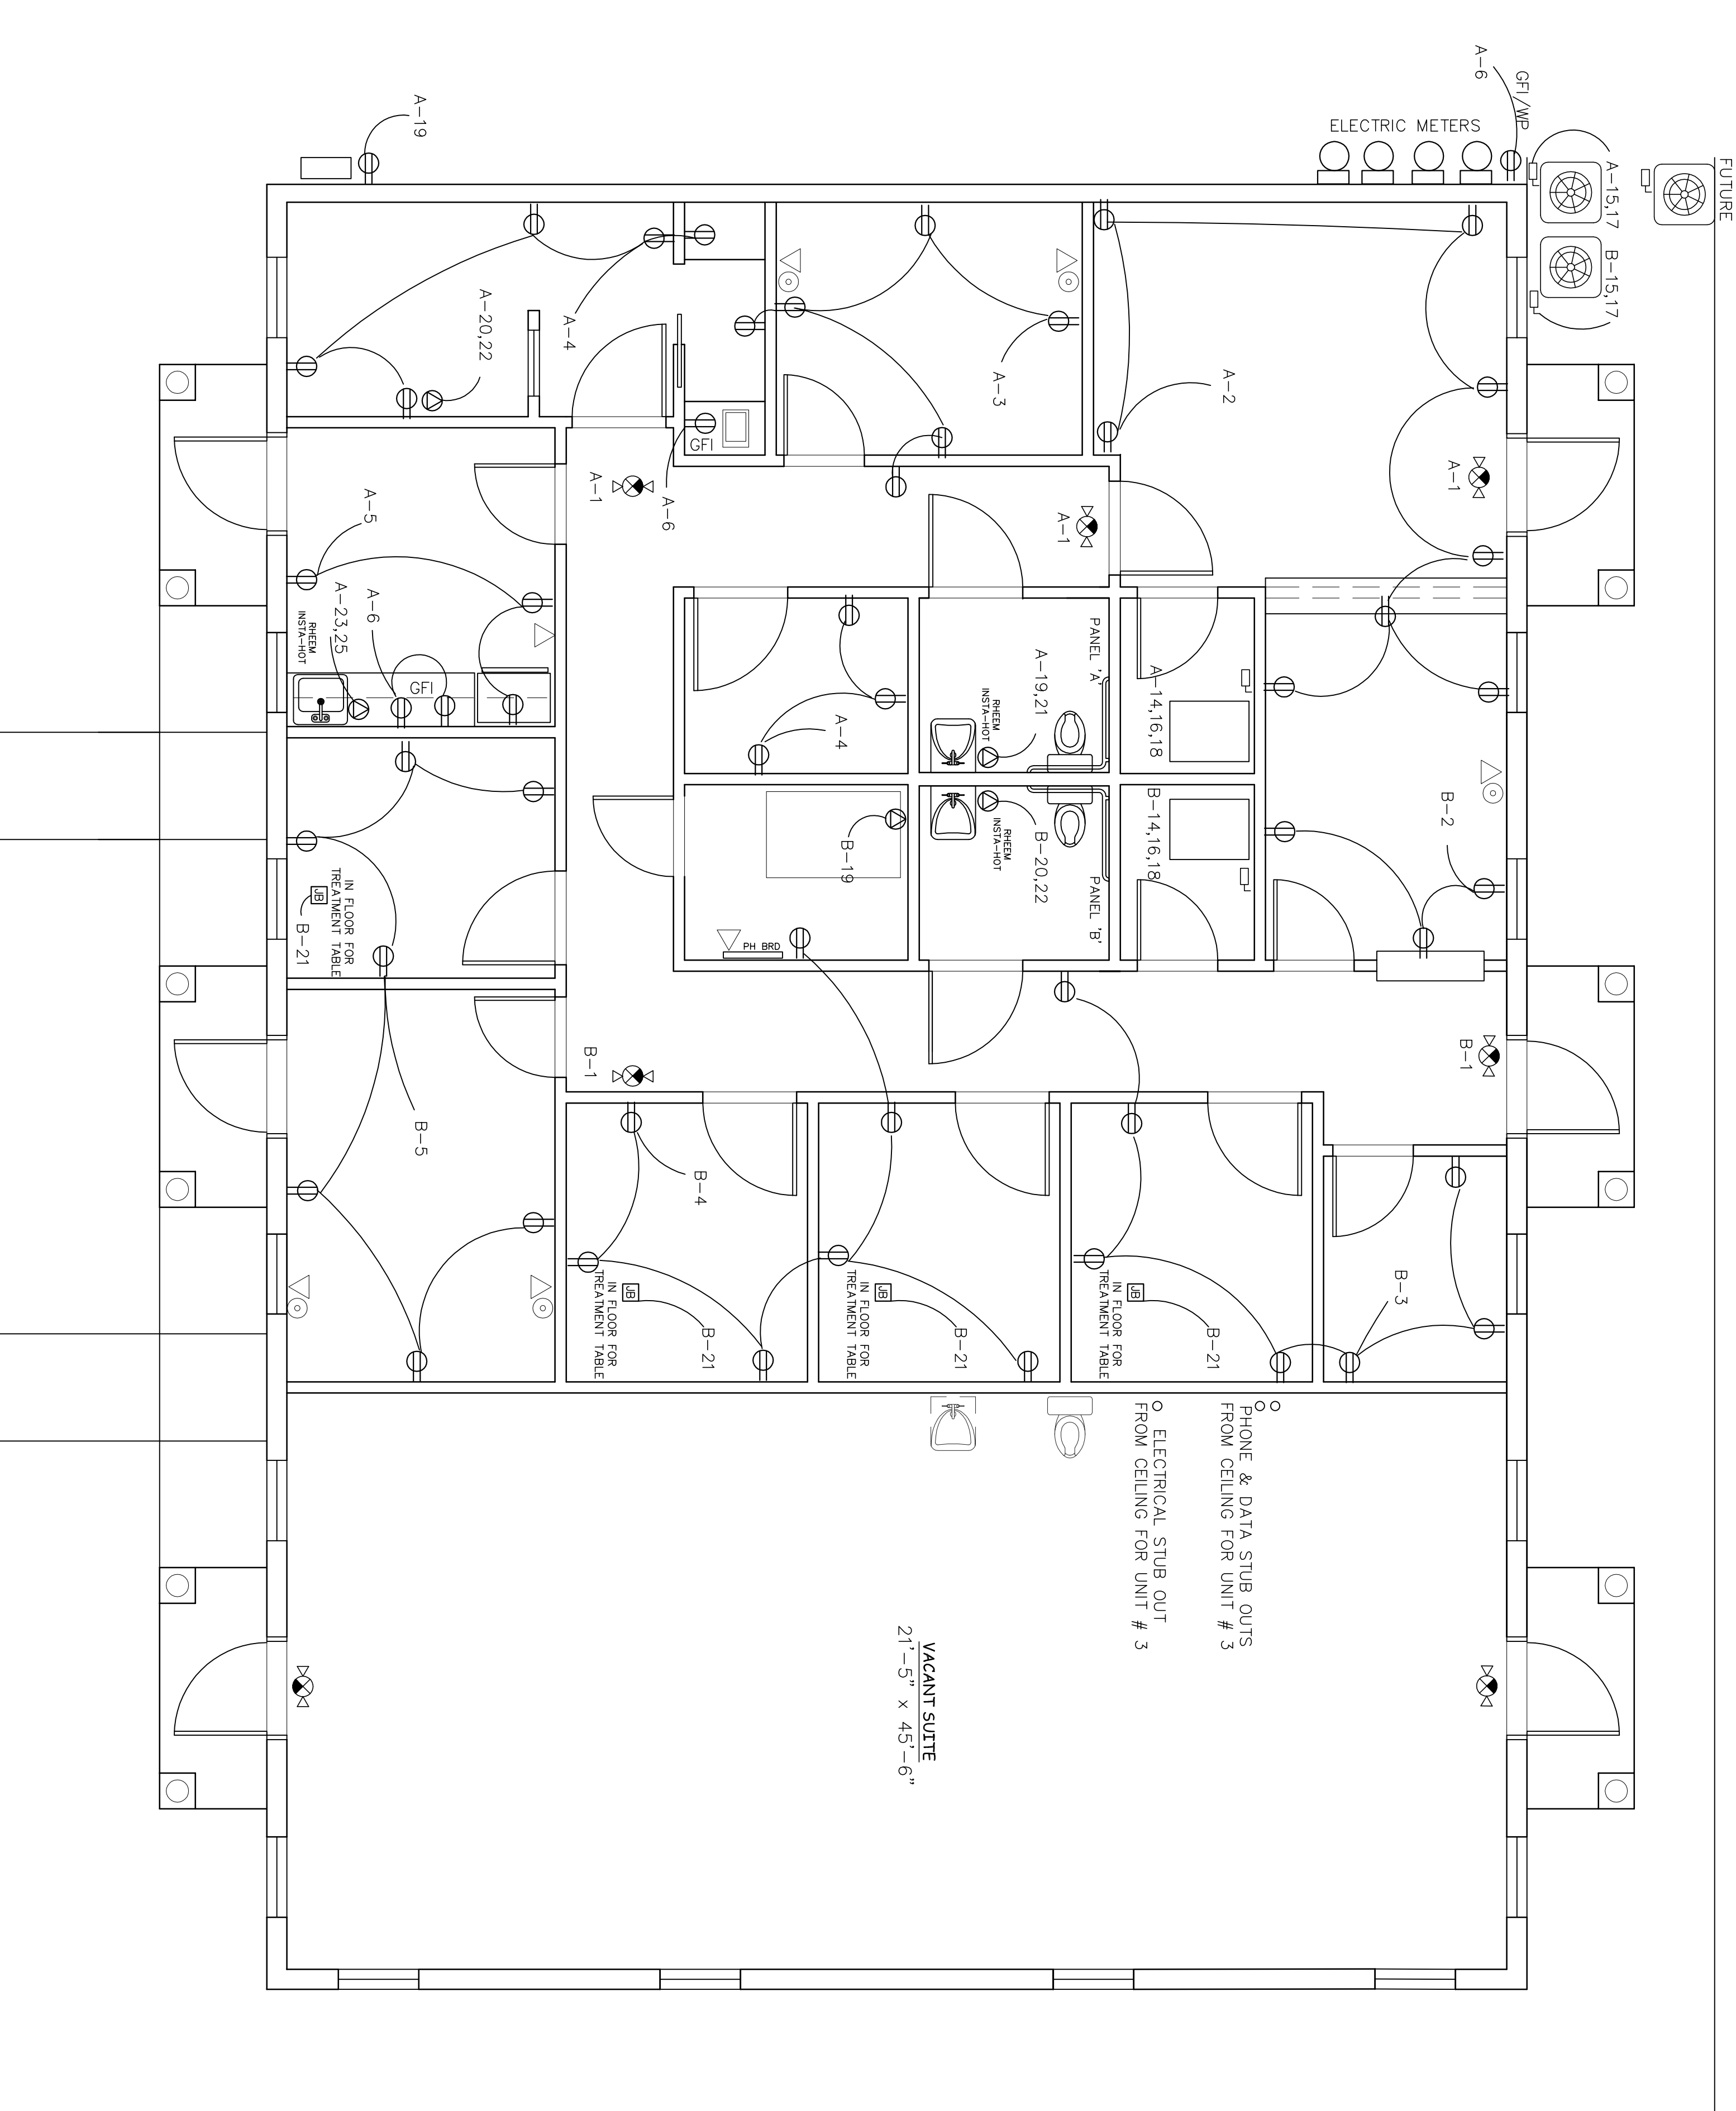 FUTURE
A-6
GFI/WP
ELECTRIC METERS
A-15,17
B-15,17
A-19
A-20,22
A-4
A-3
A-2
A-1
GFI
A-6
A-1
A-1
A-5
A-23,25
A-6
RHEEM
INSTA-HOT
GFI
A-4
RHEEM
INSTA-HOT
A-19,21
PANEL 'A'
A-14,16,18
B-2
B-14,16,18
PANEL 'B'
B-20,22
RHEEM
INSTA-HOT
B-19
PH BRD
IN FLOOR FOR
TREATMENT TABLE
JB
B-21
B-5
B-1
B-1
B-4
B-3
JB
IN FLOOR FOR
TREATMENT TABLE
B-21
JB
IN FLOOR FOR
TREATMENT TABLE
B-21
JB
IN FLOOR FOR
TREATMENT TABLE
B-21
PHONE & DATA STUB OUTS
FROM CEILING FOR UNIT # 3
ELECTRICAL STUB OUT
FROM CEILING FOR UNIT # 3
VACANT SUITE
21'-5" x 45'-6"